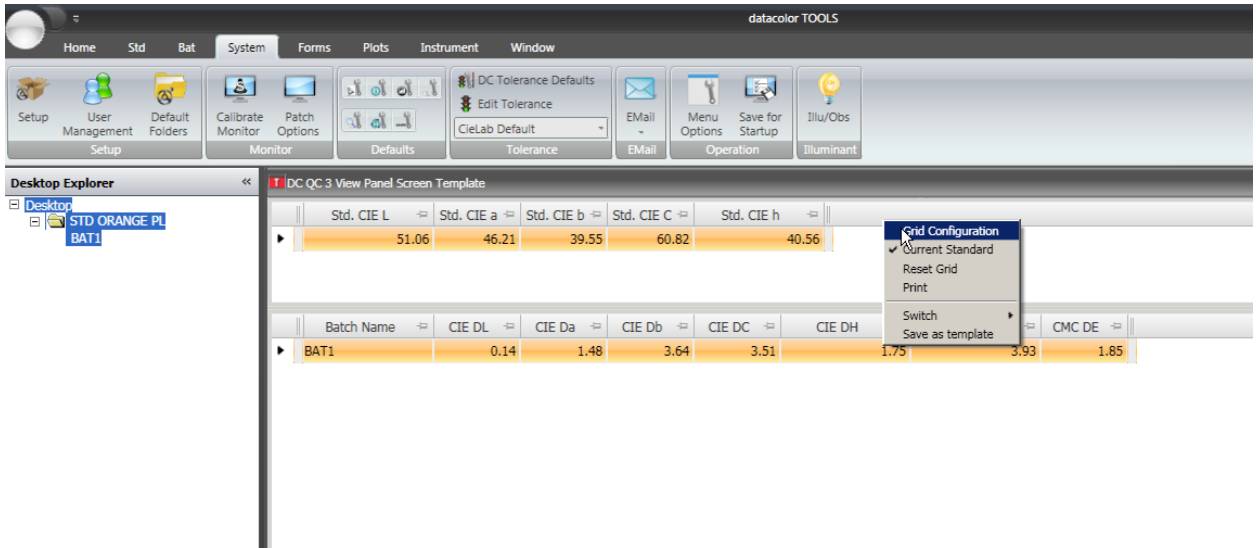 datacolor TOOLS
Home Std Bat System Forms Plots Instrument Window
DC Tolerance Defaults
Edit Tolerance
CieLab Default
Setup User Management Default Folders Calibrate Monitor Patch Options EMail Menu Options Save for Startup Illu/Obs
Setup Monitor Defaults Tolerance EMail Operation Illuminant
Desktop Explorer «
DC QC 3 View Panel Screen Template
Desktop
STD ORANGE PL
BAT1
Std. CIE L Std. CIE a Std. CIE b Std. CIE C Std. CIE h
51.06 46.21 39.55 60.82 40.56
Grid Configuration
Current Standard
Reset Grid
Print
Switch
Save as template
Batch Name CIE DL CIE Da CIE Db CIE DC CIE DH CMC DE
BAT1 0.14 1.48 3.64 3.51 1.75 3.93 1.85